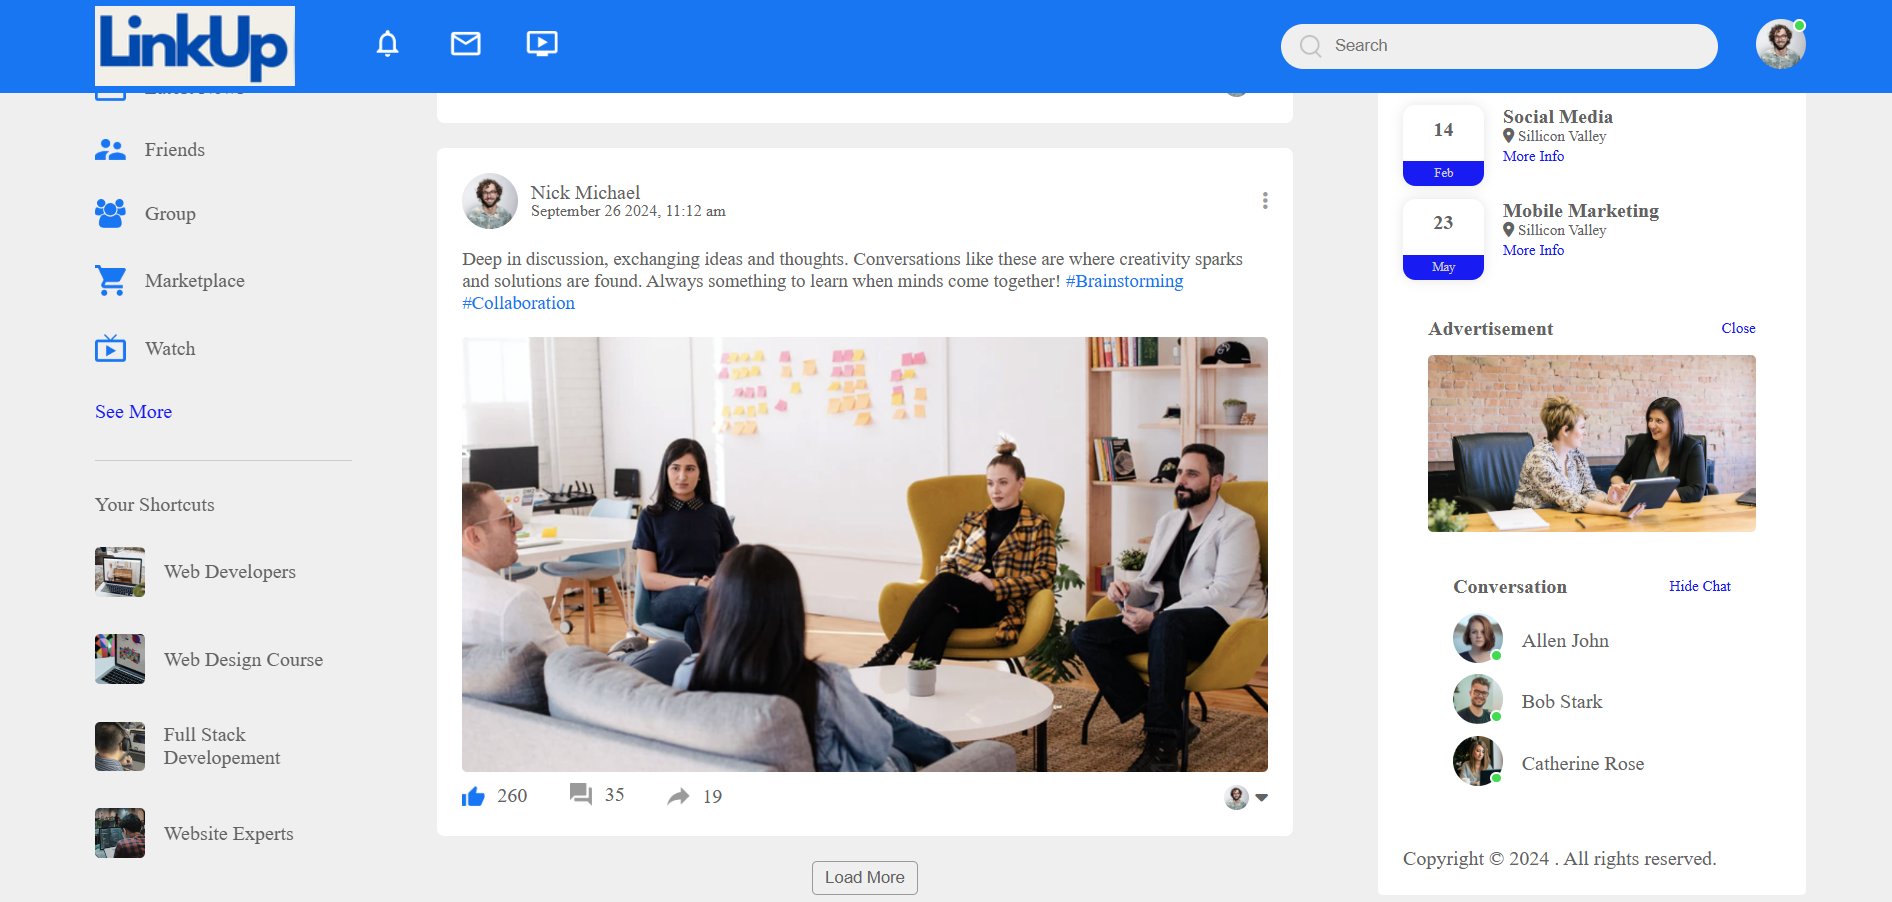 LinkUp
Search
Friends
Group
Marketplace
Watch
See More
Your Shortcuts
Web Developers
Web Design Course
Full Stack
Developement
Website Experts
Nick Michael
September 26 2024, 11:12 am
Deep in discussion, exchanging ideas and thoughts. Conversations like these are where creativity sparks
and solutions are found. Always something to learn when minds come together! #Brainstorming
#Collaboration
260
35
19
Load More
14
Feb
Social Media
Sillicon Valley
More Info
23
May
Mobile Marketing
Sillicon Valley
More Info
Advertisement
Close
Conversation
Hide Chat
Allen John
Bob Stark
Catherine Rose
Copyright © 2024 . All rights reserved.